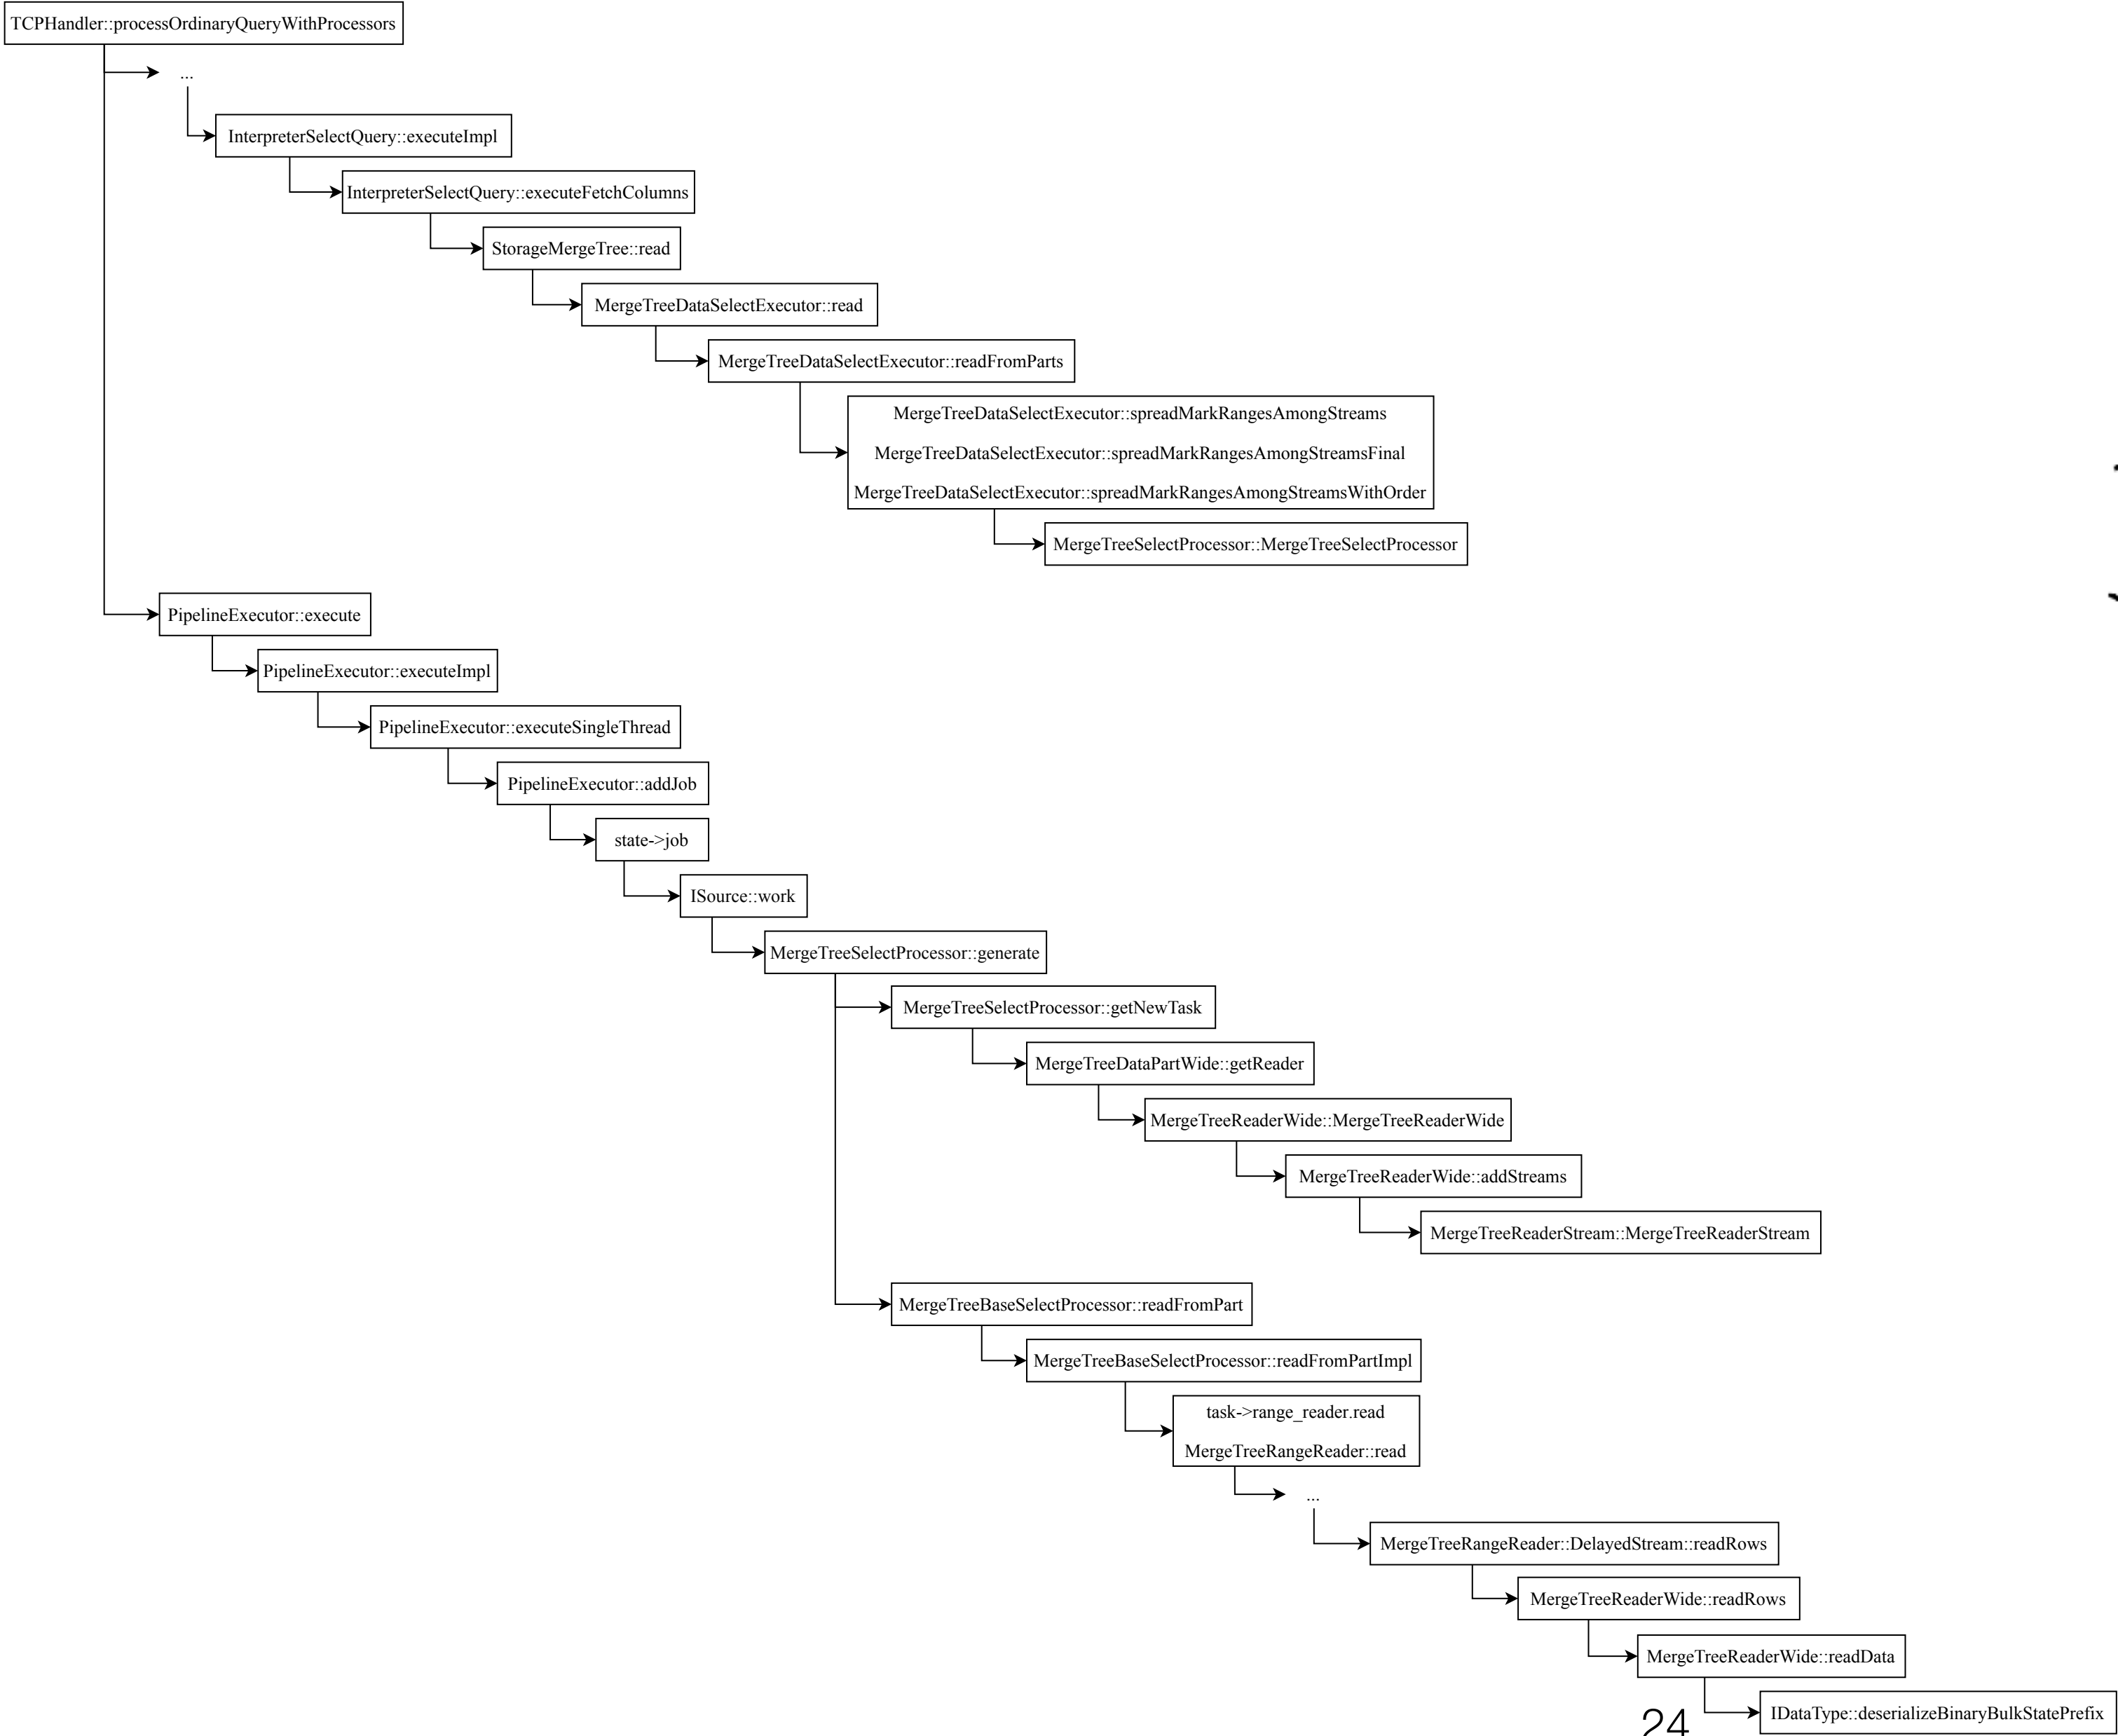 TCPHandler::processOrdinaryQueryWithProcessors
...
InterpreterSelectQuery::executeImpl
InterpreterSelectQuery::executeFetchColumns
StorageMergeTree::read
MergeTreeDataSelectExecutor::read
MergeTreeDataSelectExecutor::readFromParts
MergeTreeDataSelectExecutor::spreadMarkRangesAmongStreams
MergeTreeDataSelectExecutor::spreadMarkRangesAmongStreamsFinal
MergeTreeDataSelectExecutor::spreadMarkRangesAmongStreamsWithOrder
MergeTreeSelectProcessor::MergeTreeSelectProcessor
PipelineExecutor::execute
PipelineExecutor::executeImpl
PipelineExecutor::executeSingleThread
PipelineExecutor::addJob
state->job
ISource::work
MergeTreeSelectProcessor::generate
MergeTreeSelectProcessor::getNewTask
MergeTreeDataPartWide::getReader
MergeTreeReaderWide::MergeTreeReaderWide
MergeTreeReaderWide::addStreams
MergeTreeReaderStream::MergeTreeReaderStream
MergeTreeBaseSelectProcessor::readFromPart
MergeTreeBaseSelectProcessor::readFromPartImpl
task->range_reader.read
MergeTreeRangeReader::read
...
MergeTreeRangeReader::DelayedStream::readRows
MergeTreeReaderWide::readRows
MergeTreeReaderWide::readData
IDataType::deserializeBinaryBulkStatePrefix
24